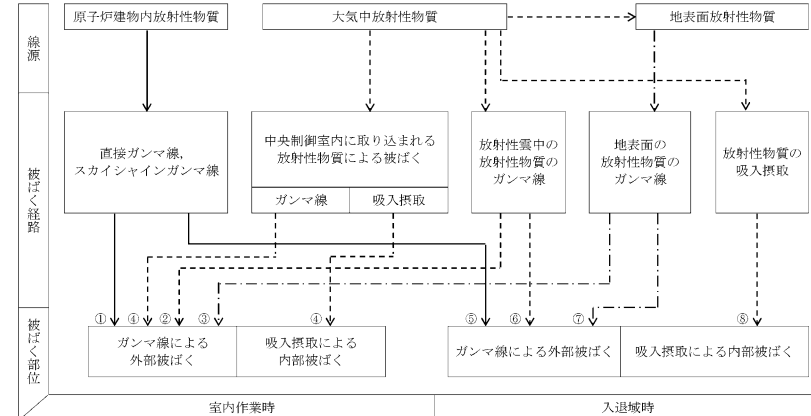 原子炉建物内放射性物質
大気中放射性物質
地表面放射性物質
線源
直接ガンマ線,
スカイシャインガンマ線
中央制御室内に取り込まれる
放射性物質による被ばく
ガンマ線
吸入摂取
放射性雲中の
放射性物質の
ガンマ線
地表面の
放射性物質の
ガンマ線
放射性物質の
吸入摂取
被ばく経路
①
④
②
③
④
⑤
⑥
⑦
⑧
被ばく部位
ガンマ線による
外部被ばく
吸入摂取による
内部被ばく
ガンマ線による外部被ばく
吸入摂取による内部被ばく
室内作業時
入退域時